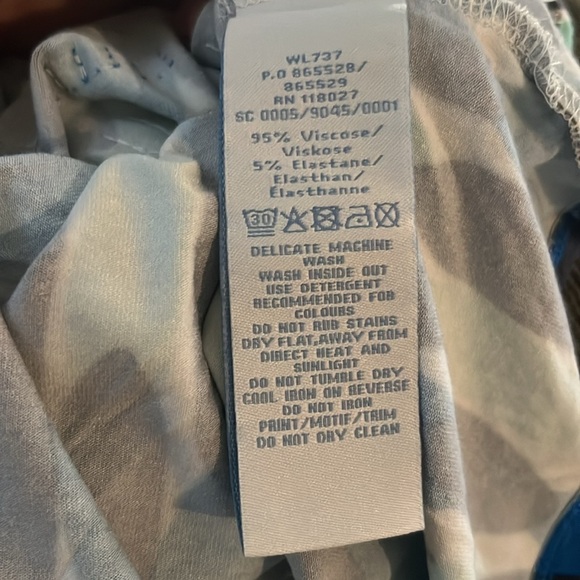 WL737
P.O 865528/
865529
RN 118027
SC 0005/9045/0001
95% Viscose/
Viskose
5% Elastane/
Elasthan/
Élasthanne
30
DELICATE MACHINE
WASH
WASH INSIDE OUT
USE DETERGENT
RECOMMENDED FOR
COLOURS
DO NOT RUB STAINS
DRY FLAT,AWAY FROM
DIRECT HEAT AND
SUNLIGHT
DO NOT TUMBLE DRY
COOL IRON ON REVERSE
DO NOT IRON
PRINT/MOTIF/TRIM
DO NOT DRY CLEAN